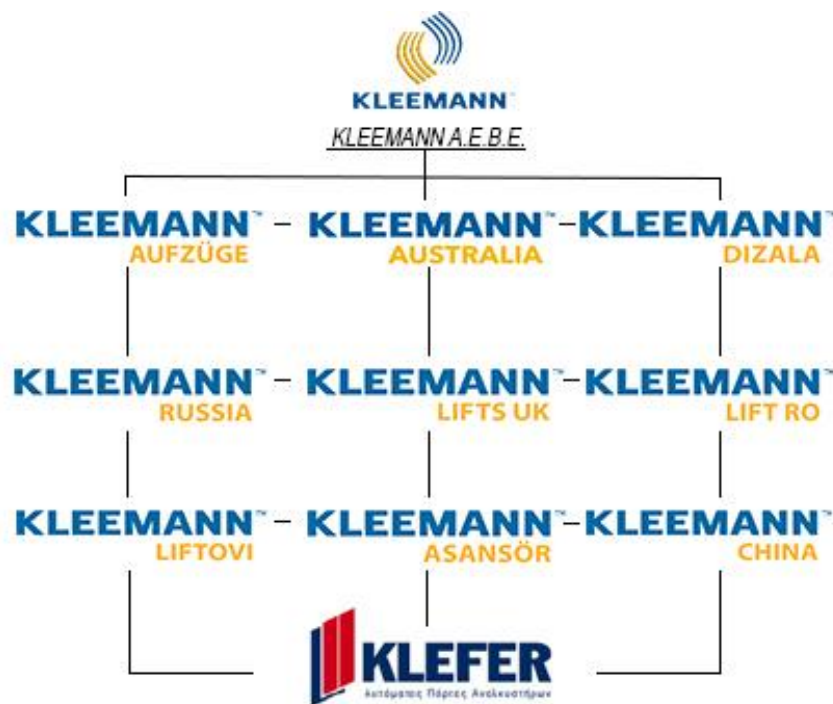 KLEEMANN™
KLEEMANN A.E.B.E.
KLEEMANN™ KLEEMANN™ KLEEMANN™
AUFZÜGE AUSTRALIA DIZALA
KLEEMANN™ KLEEMANN™ KLEEMANN™
RUSSIA LIFTS UK LIFT RO
KLEEMANN™ KLEEMANN™ KLEEMANN™
LIFTOVI ASANSÖR CHINA
KLEFER
Αυτόματες Πόρτες Ανελκυστήρων